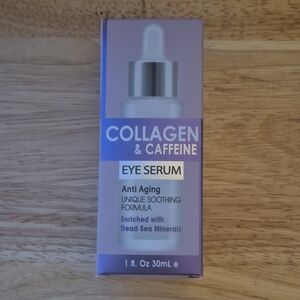 COLLAGEN
& CAFFEINE
EYE SERUM
Anti Aging
UNIQUE SOOTHING
FORMULA
Enriched with
Dead Sea Minerals
1 fl. Oz 30mL e